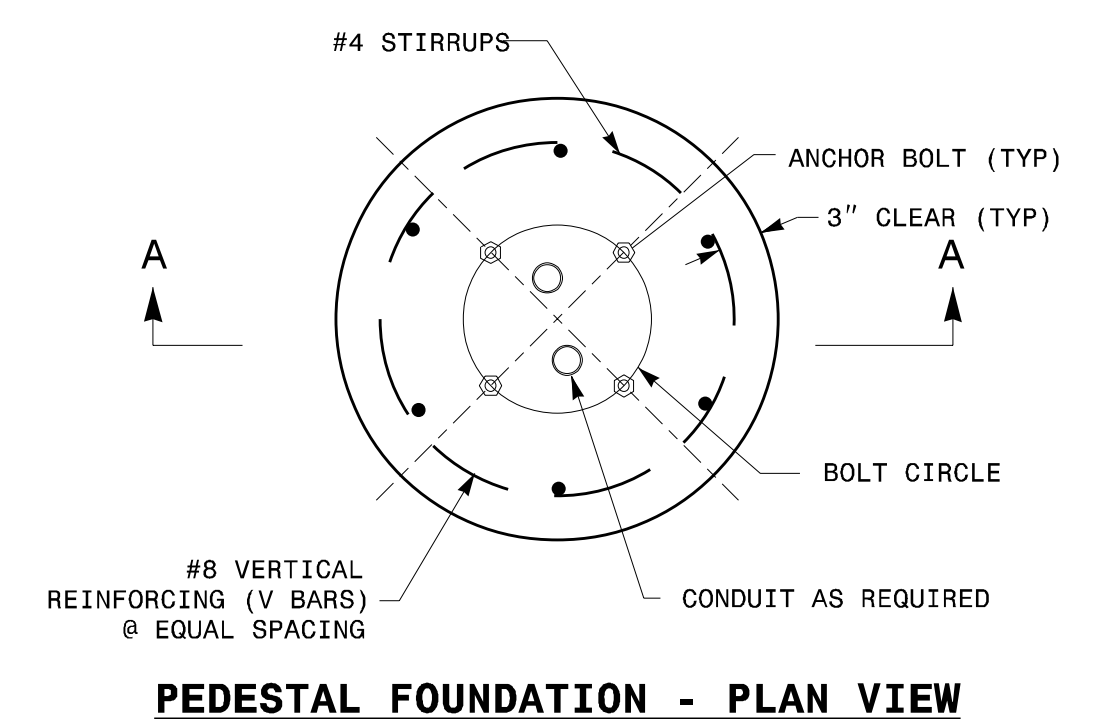 #4 STIRRUPS
ANCHOR BOLT (TYP)
3" CLEAR (TYP)
A
A
BOLT CIRCLE
#8 VERTICAL
REINFORCING (V BARS)
@ EQUAL SPACING
CONDUIT AS REQUIRED
PEDESTAL FOUNDATION - PLAN VIEW